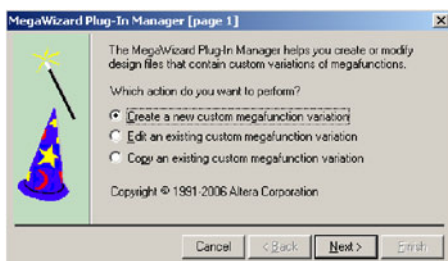 MegaWizard Plug-In Manager [page 1]
The MegaWizard Plug-In Manager helps you create or modify
design files that contain custom variations of megafunctions.
Which action do you want to perform?
Create a new custom megafunction variation
Edit an existing custom megafunction variation
Copy an existing custom megafunction variation
Copyright © 1991-2006 Altera Corporation
Cancel < Back Next > Finish